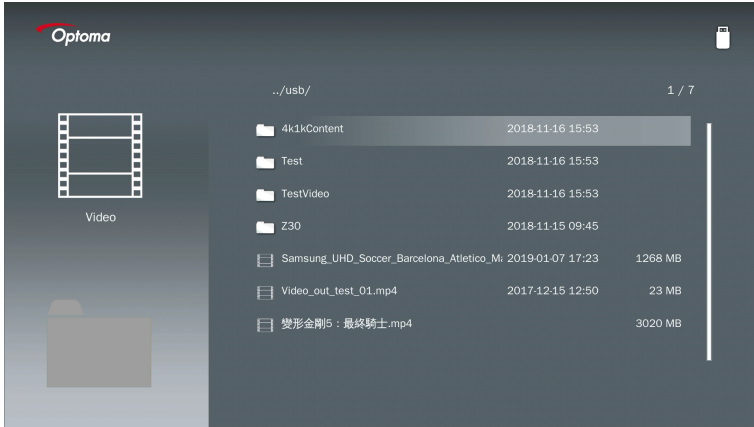 Optoma
../usb/ 1 / 7
4k1kContent 2018-11-16 15:53
Test 2018-11-16 15:53
TestVideo 2018-11-16 15:53
Video
Z30 2018-11-15 09:45
Samsung_UHD_Soccer_Barcelona_Atletico_M 2019-01-07 17:23 1268 MB
Video_out_test_01.mp4 2017-12-15 12:50 23 MB
變形金剛5：最終騎士.mp4 3020 MB